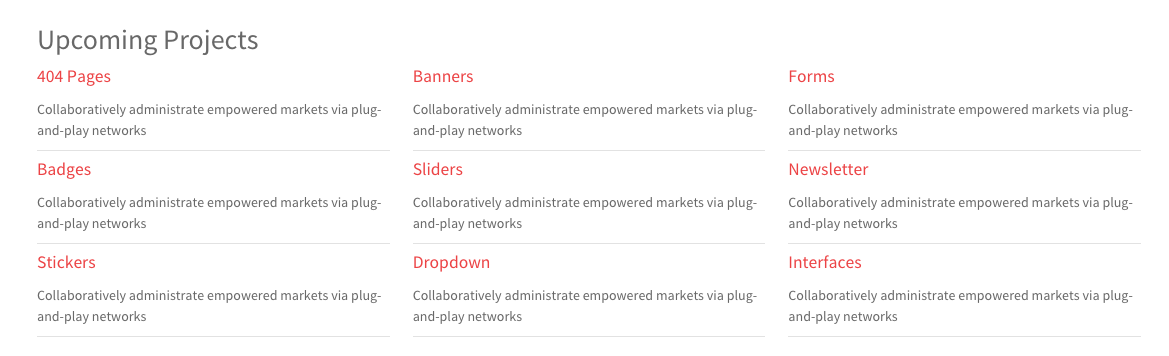 Upcoming Projects
404 Pages
Collaboratively administrate empowered markets via plug-
and-play networks
Banners
Collaboratively administrate empowered markets via plug-
and-play networks
Forms
Collaboratively administrate empowered markets via plug-
and-play networks
Badges
Collaboratively administrate empowered markets via plug-
and-play networks
Sliders
Collaboratively administrate empowered markets via plug-
and-play networks
Newsletter
Collaboratively administrate empowered markets via plug-
and-play networks
Stickers
Collaboratively administrate empowered markets via plug-
and-play networks
Dropdown
Collaboratively administrate empowered markets via plug-
and-play networks
Interfaces
Collaboratively administrate empowered markets via plug-
and-play networks